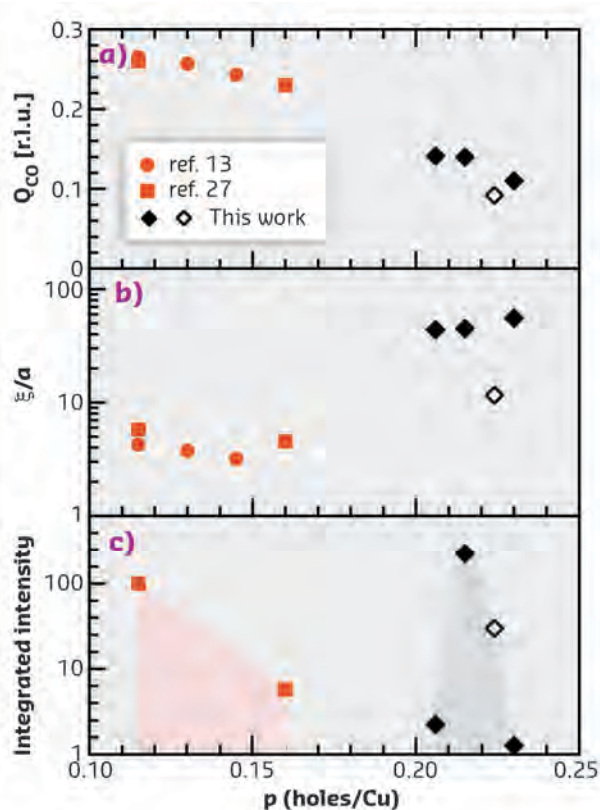 0.3
a)
0.2
Q_CO [r.l.u.]
ref. 13
ref. 27
0.1
This work
0
b)
100
ξ/a
10
1
c)
100
Integrated intensity
10
1
0.10 0.15 0.20 0.25
p (holes/Cu)